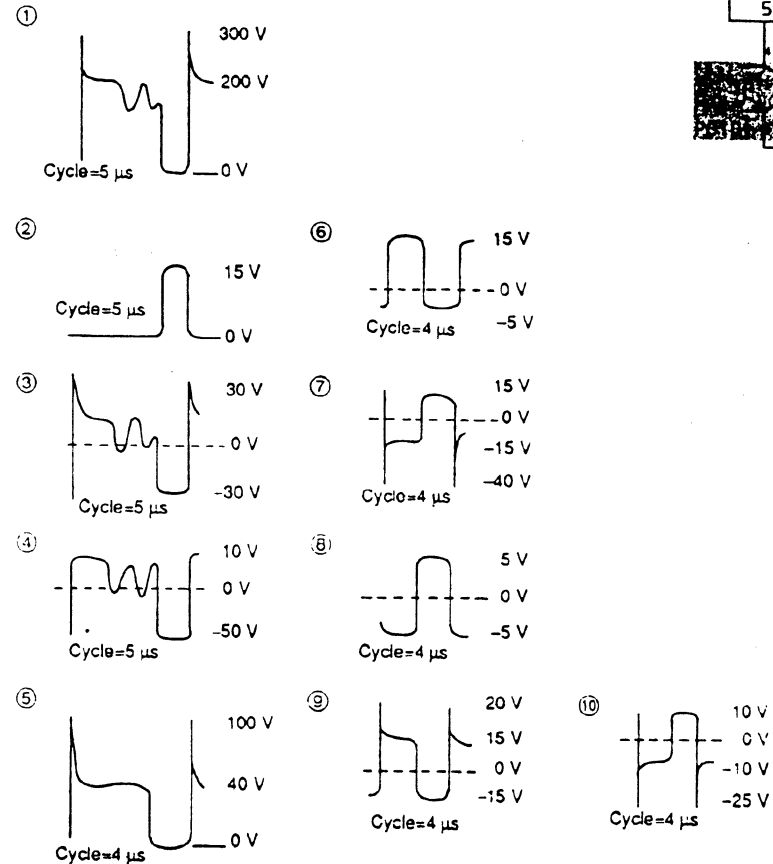 ①
300 V
200 V
0 V
Cycle=5 µs
5
②
15 V
Cycle=5 µs
0 V
③
30 V
0 V
-30 V
Cycle=5 µs
④
10 V
0 V
-50 V
Cycle=5 µs
⑤
100 V
40 V
0 V
Cycle=4 µs
⑥
15 V
0 V
-5 V
Cycle=4 µs
⑦
15 V
0 V
-15 V
-40 V
Cycle=4 µs
⑧
5 V
0 V
-5 V
Cycle=4 µs
⑨
20 V
15 V
0 V
-15 V
Cycle=4 µs
⑩
10 V
0 V
-10 V
-25 V
Cycle=4 µs